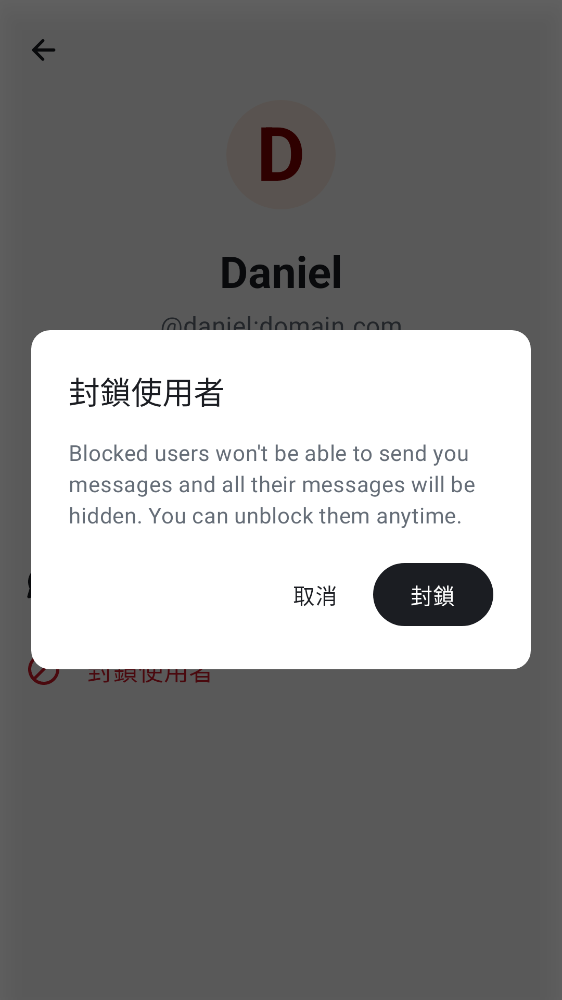 D
Daniel
@daniel:domain.com
封鎖使用者
Blocked users won't be able to send you
messages and all their messages will be
hidden. You can unblock them anytime.
取消
封鎖
封鎖使用者